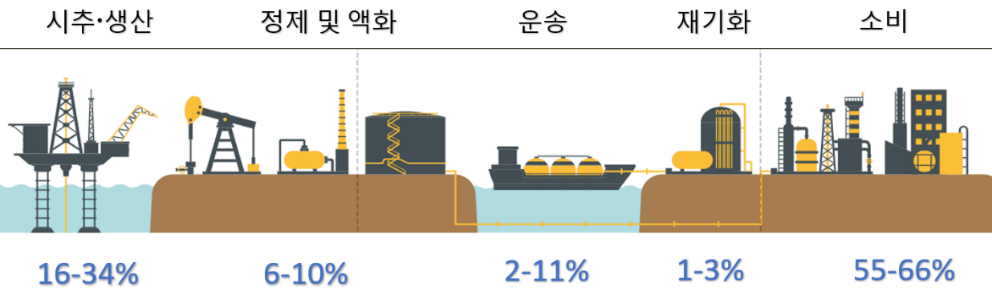 시추·생산 정제 및 액화 운송 재기화 소비
16-34% 6-10% 2-11% 1-3% 55-66%